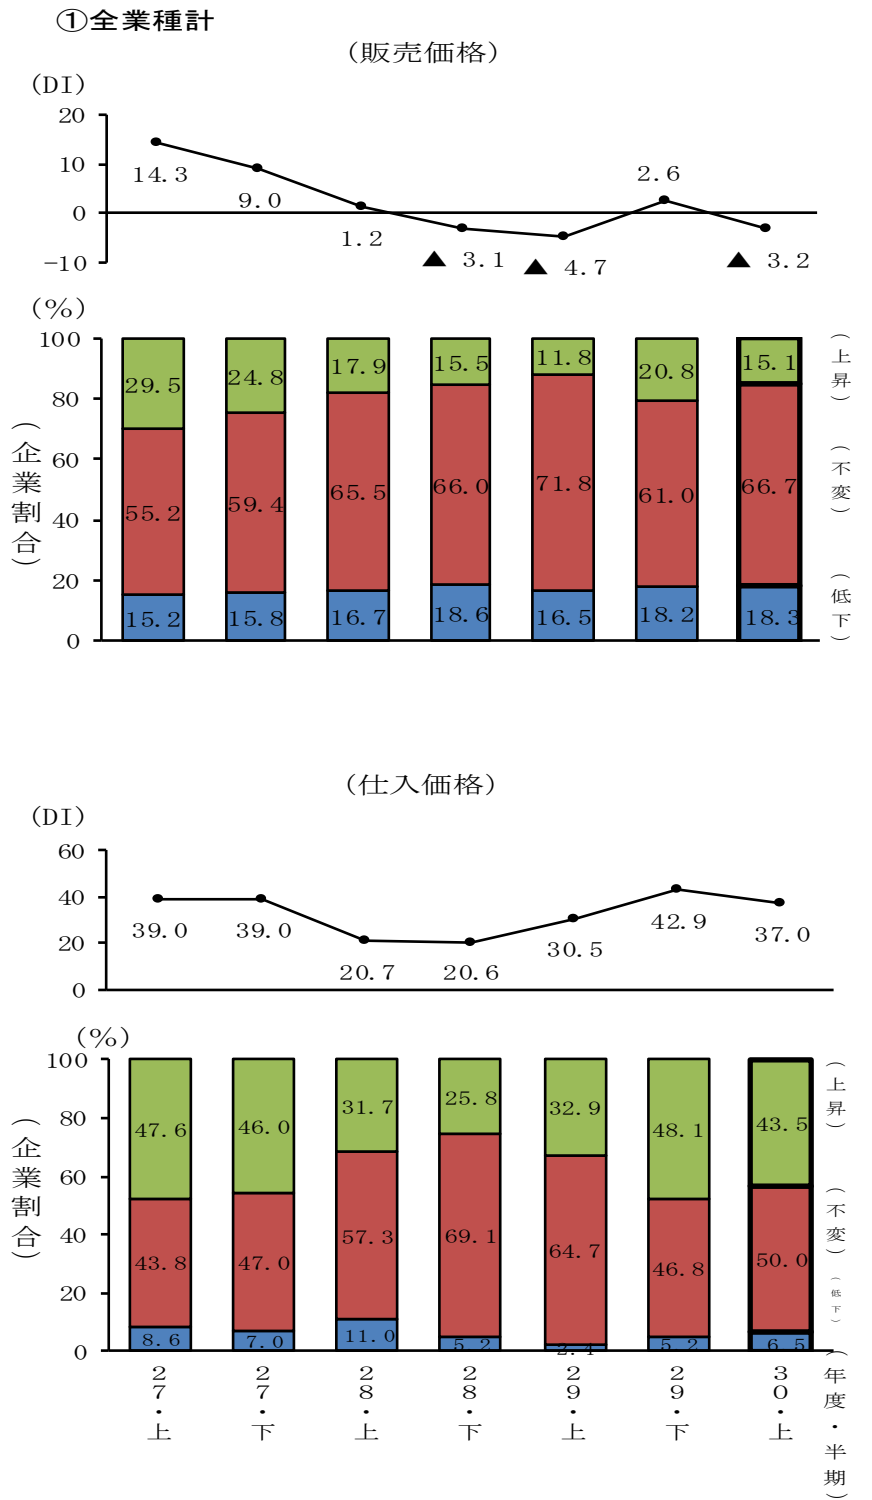 ①全業種計
（販売価格）
（DI）
20
10
0
−10
14.3
9.0
1.2
▲ 3.1
▲ 4.7
2.6
▲ 3.2
（%）
（企業割合）
100
80
60
40
20
0
29.5 24.8 17.9 15.5 11.8 20.8 15.1
55.2 59.4 65.5 66.0 71.8 61.0 66.7
15.2 15.8 16.7 18.6 16.5 18.2 18.3
（上昇）
（不変）
（低下）
（仕入価格）
（DI）
60
40
20
0
39.0 39.0 20.7 20.6 30.5 42.9 37.0
（%）
（企業割合）
100
80
60
40
20
0
47.6 46.0 31.7 25.8 32.9 48.1 43.5
43.8 47.0 57.3 69.1 64.7 46.8 50.0
8.6 7.0 11.0 5.2 2.4 5.2 6.5
（上昇）
（不変）
（低下）
27・上
27・下
28・上
28・下
29・上
29・下
30・上
（年度・半期）